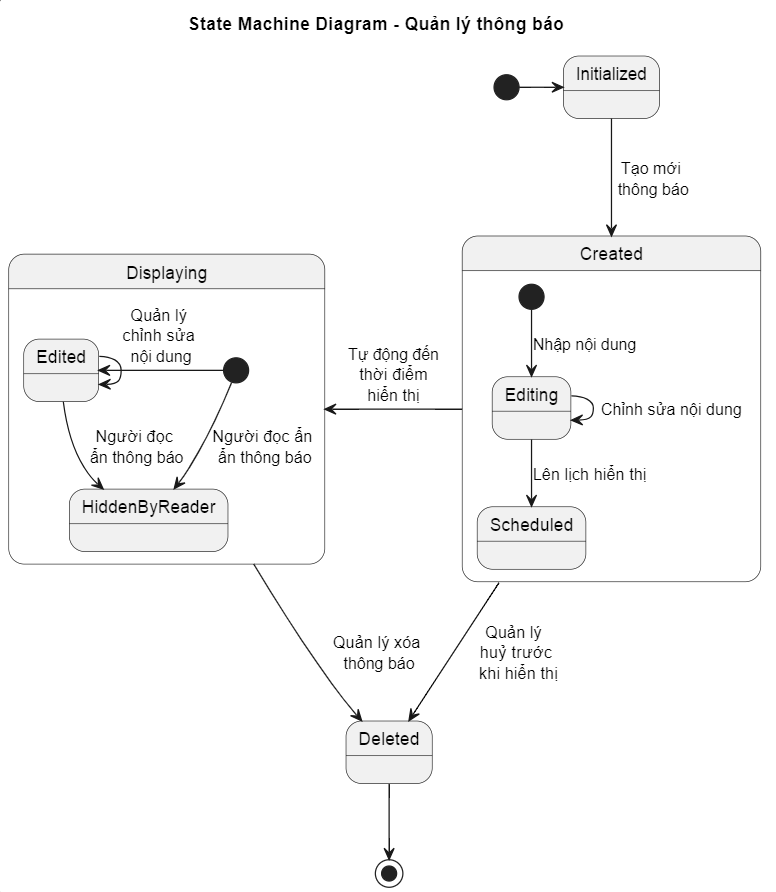 State Machine Diagram - Quản lý thông báo
Initialized
Tạo mới
thông báo
Created
Nhập nội dung
Editing
Chỉnh sửa nội dung
Lên lịch hiển thị
Scheduled
Tự động đến
thời điểm
hiển thị
Displaying
Quản lý
chỉnh sửa
nội dung
Edited
Người đọc
ẩn thông báo
Người đọc ẩn
ẩn thông báo
HiddenByReader
Quản lý xóa
thông báo
Quản lý
huỷ trước
khi hiển thị
Deleted